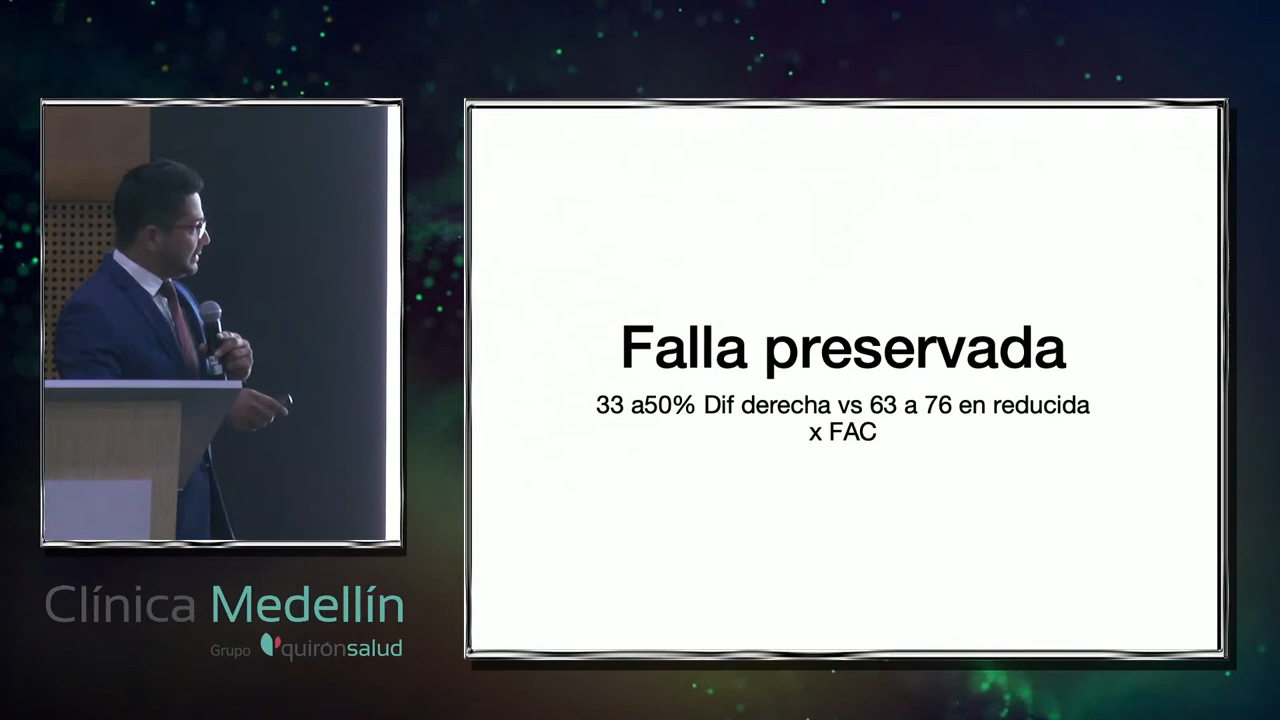 Falla preservada
33 a50% Dif derecha vs 63 a 76 en reducida
x FAC
Clínica Medellín
Grupo quirónsalud